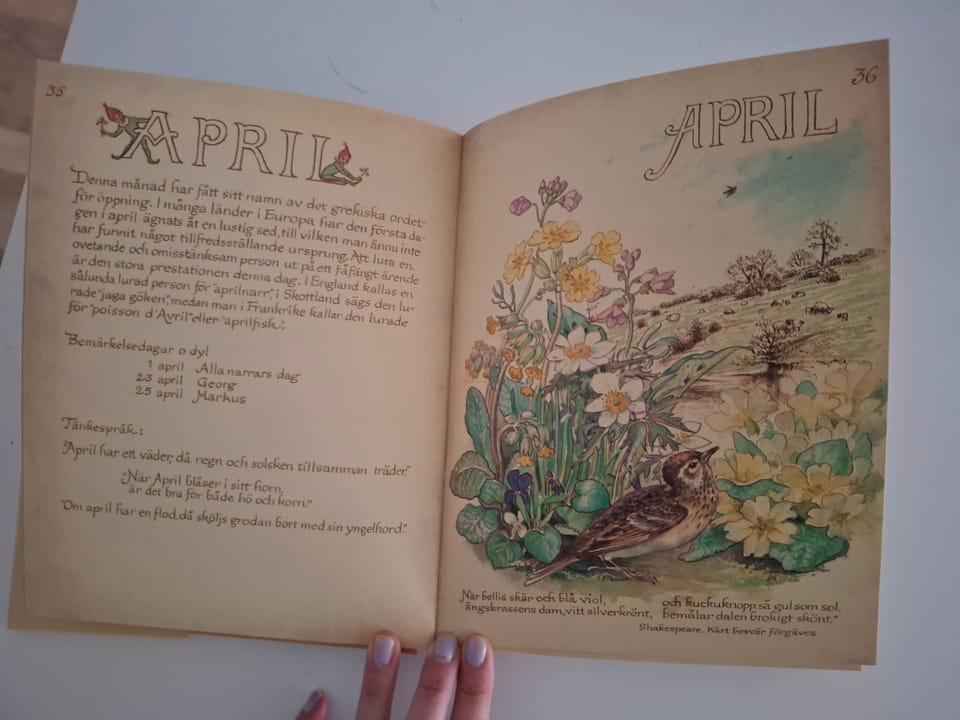 35
APRIL
Denna månad har fått sitt namn av det grekiska ordet
för öppning. I många länder i Europa har den första da-
gen i april ägnats åt en lustig sed, till vilken man ännu inte
har funnit något tillfredsställande ursprung. Att lura en
ovetande och omisstänksam person ut på ett fåfängt ärende
är den stora prestationen denna dag. I England kallas en
sålunda lurad person för "aprilnarr," i Skottland sägs den lu-
rade "jaga göken," medan man i Frankrike kallar den lurade
för "poisson d'Avril" eller "aprilfisk".
Bemärkelsedagar o dyl
1 april Alla narrars dag
23 april Georg
25 april Markus
Tänkespråk:
"April har ett väder, då regn och solsken tillsamman träder."
"När April blåser i sitt horn,
är det bra för både hö och korn."
"Om april har en flod, då sköljs grodan bort med sin yngelhord."
36
APRIL
När bellis skär och blå viol,
ängskrassens dam, vitt silverkrönt,
och kuckuknopp så gul som sol,
bemålar dalen brokigt skönt."
Shakespeare. Kärt besvär förgäves